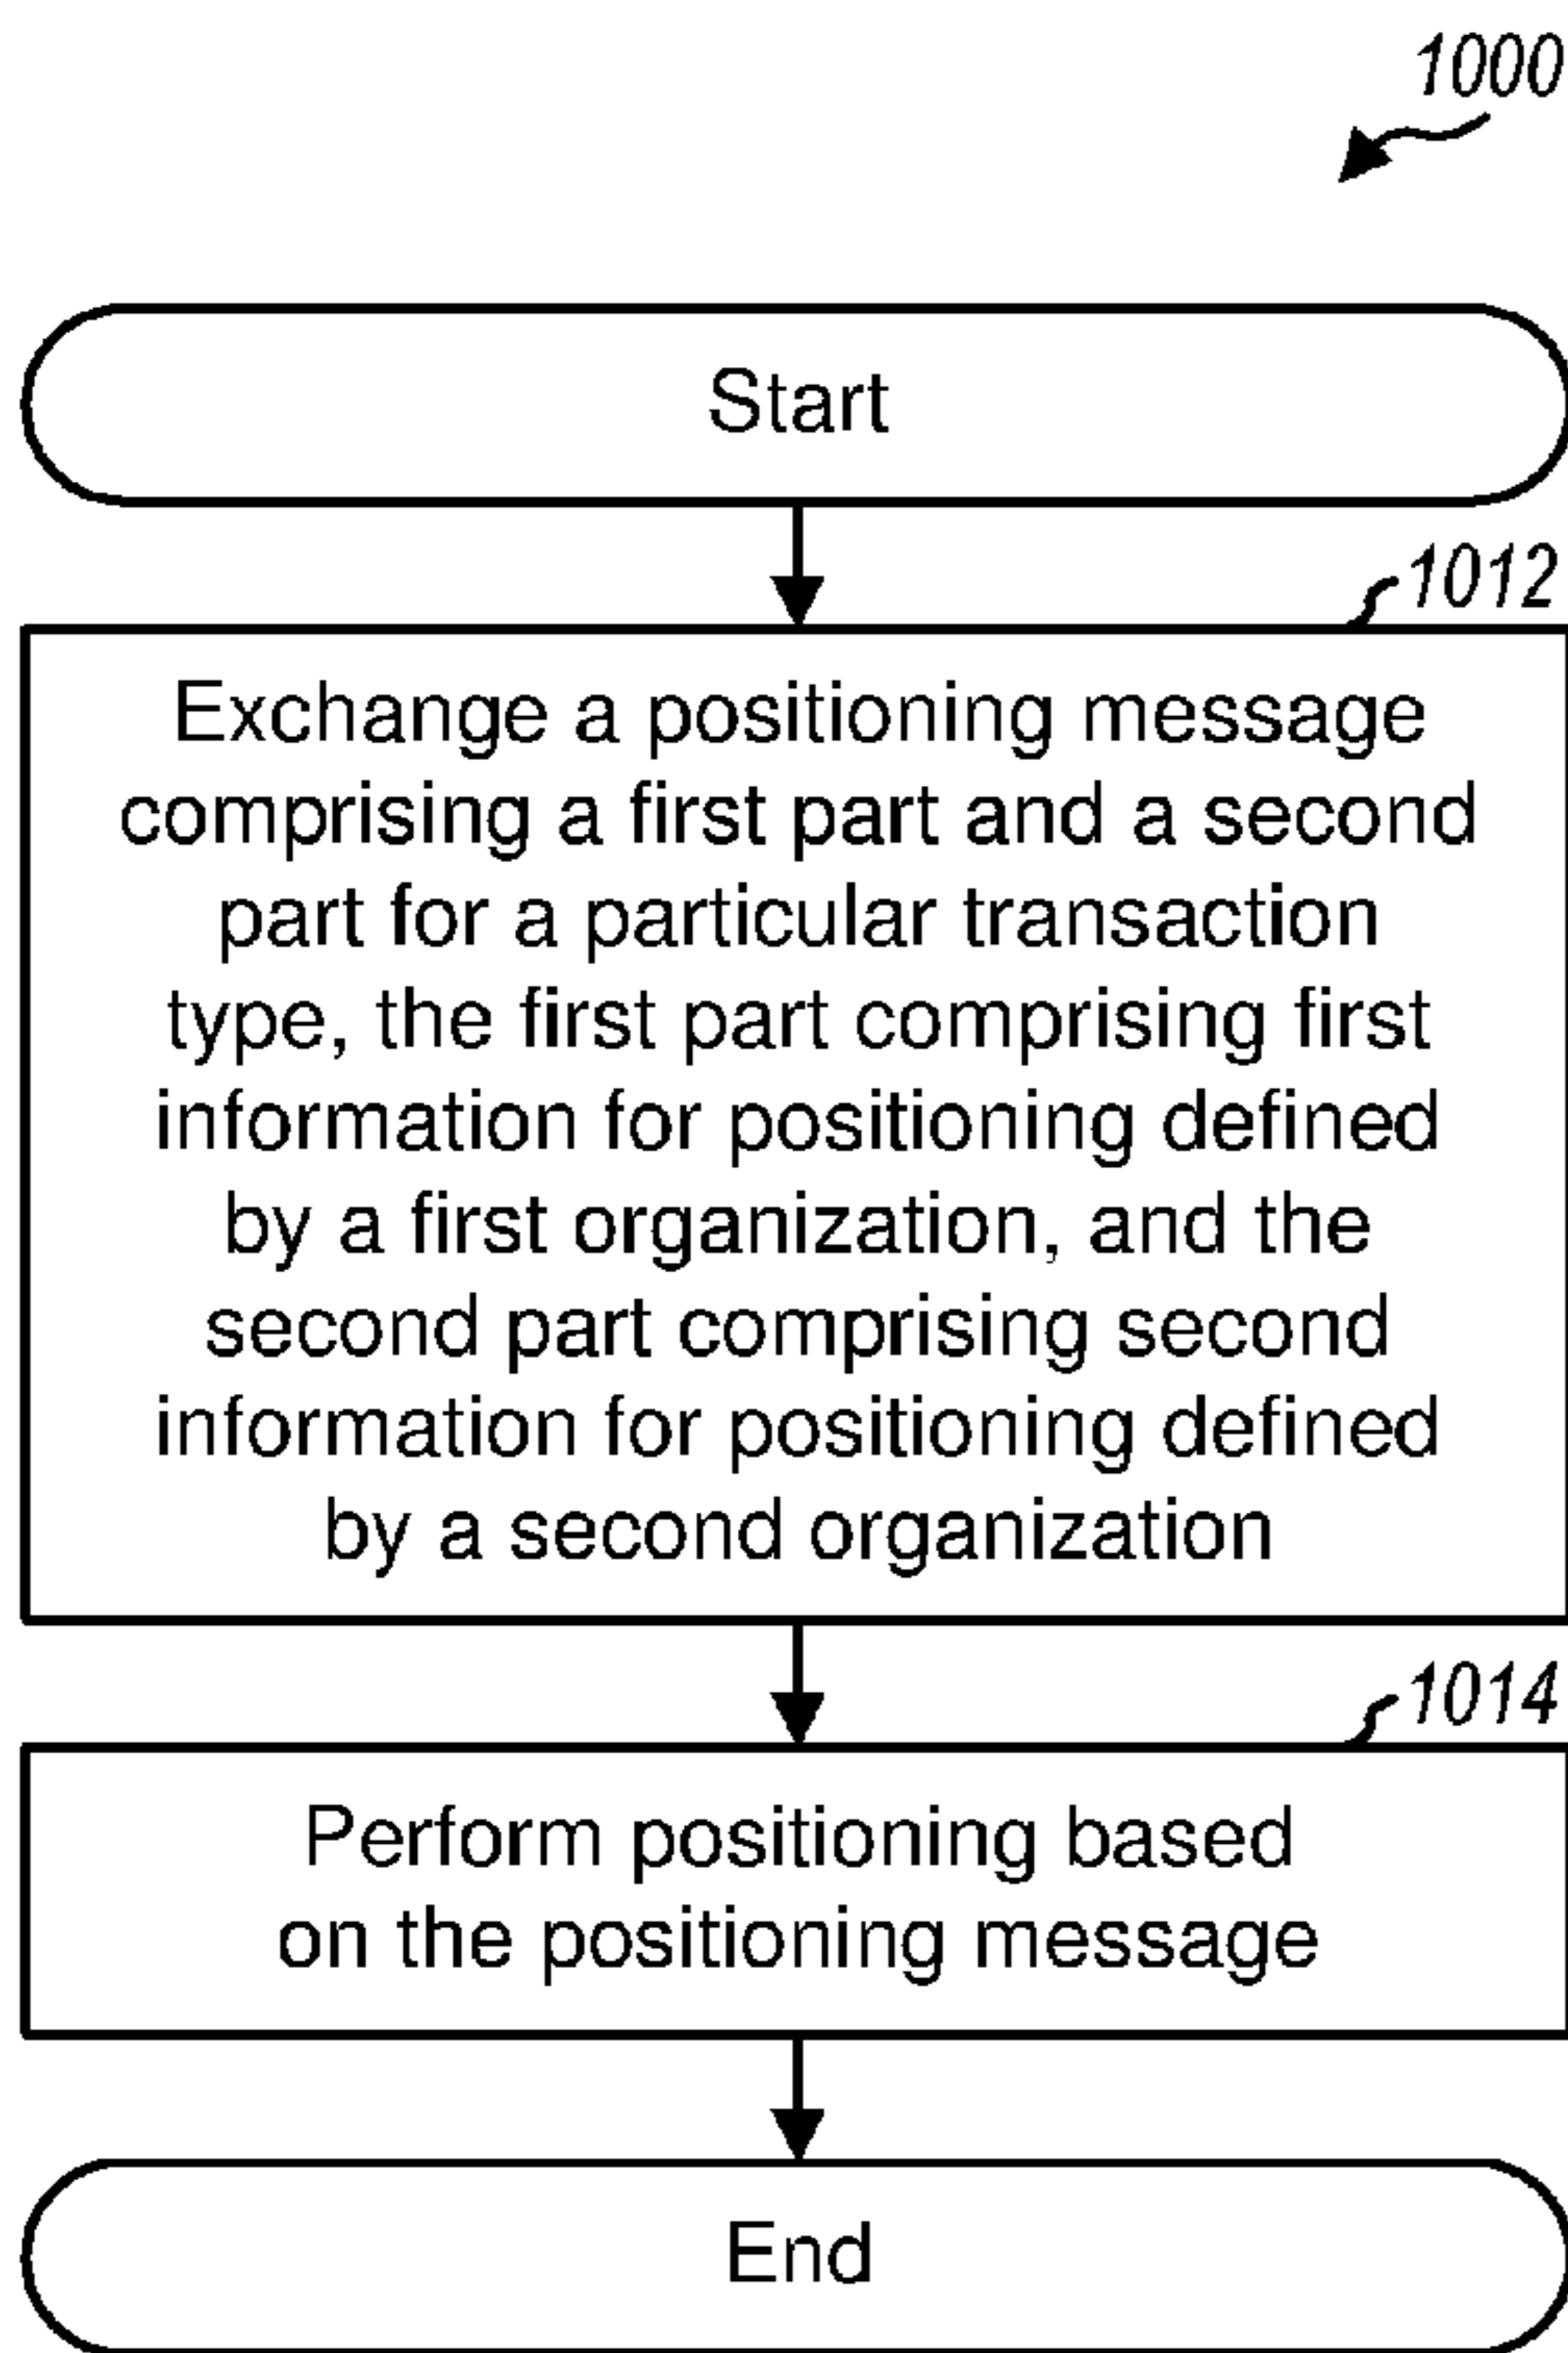 1000
Start
1012
Exchange a positioning message
comprising a first part and a second
part for a particular transaction
type, the first part comprising first
information for positioning defined
by a first organization, and the
second part comprising second
information for positioning defined
by a second organization
1014
Perform positioning based
on the positioning message
End